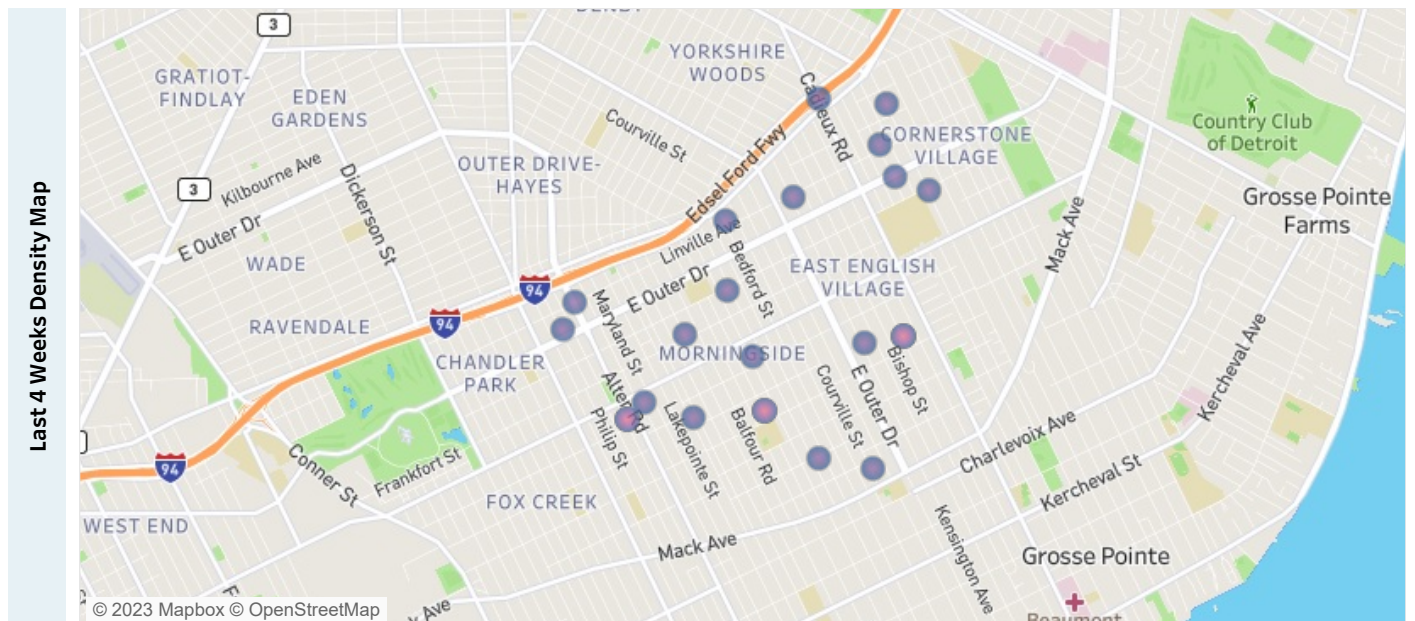 Last 4 Weeks Density Map
3
YORKSHIRE
WOODS
GRATIOT-
FINDLAY
EDEN
GARDENS
Courville St
Cadieux Rd
CORNERSTONE
VILLAGE
Country Club
of Detroit
Kilbourne Ave
3
OUTER DRIVE-
HAYES
Edsel Ford Fwy
Dickerson St
E Outer Dr
Grosse Pointe
Farms
Mack Ave
Linville Ave
WADE
Bedford St
E Outer Dr
EAST ENGLISH
VILLAGE
94
94
Maryland St
RAVENDALE
CHANDLER
PARK
MORNINGSIDE
Bishop St
E Outer Dr
Courville St
Kercheval Ave
Alter Rd
Philip St
Lakepointe St
Balfour Rd
Charlevoix Ave
94
Conner St
Frankfort St
Kercheval St
FOX CREEK
WEST END
Mack Ave
Kensington Ave
Grosse Pointe
© 2023 Mapbox © OpenStreetMap
Ave
Beaumont